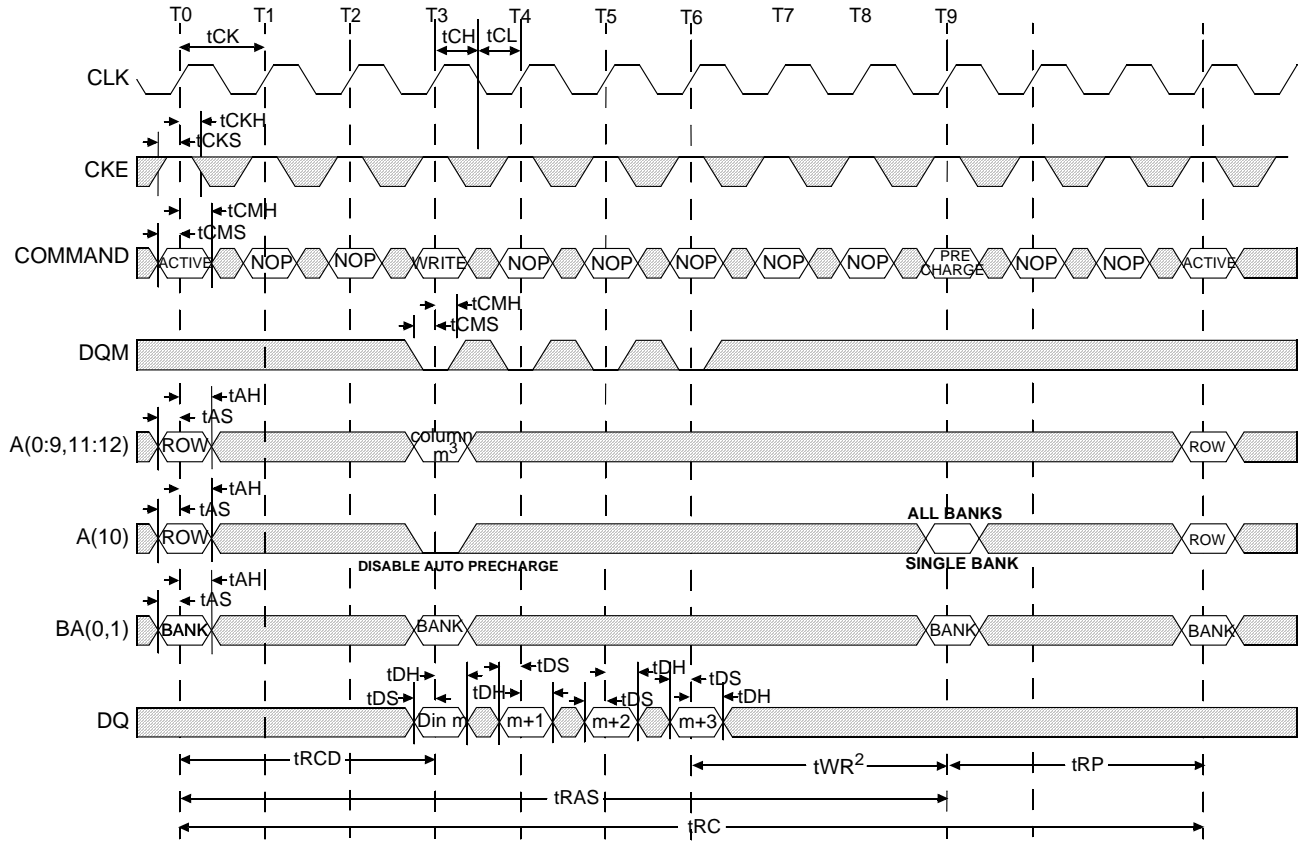 T0 T1 T2 T3 T4 T5 T6 T7 T8 T9
tCK tCH tCL
CLK
tCKH
tCKS
CKE
tCMH
tCMS
COMMAND ACTIVE NOP NOP WRITE NOP NOP NOP NOP NOP PRE CHARGE NOP NOP ACTIVE
tCMH
tCMS
DQM
tAH
tAS
A(0:9,11:12) ROW column m³ ROW
tAH
tAS
ALL BANKS
A(10) ROW ROW
DISABLE AUTO PRECHARGE SINGLE BANK
tAH
tAS
BA(0,1) BANK BANK BANK BANK
tDH tDS tDH tDS
tDS tDH tDS tDH
DQ Din m m+1 m+2 m+3
tRCD tWR² tRP
tRAS
tRC